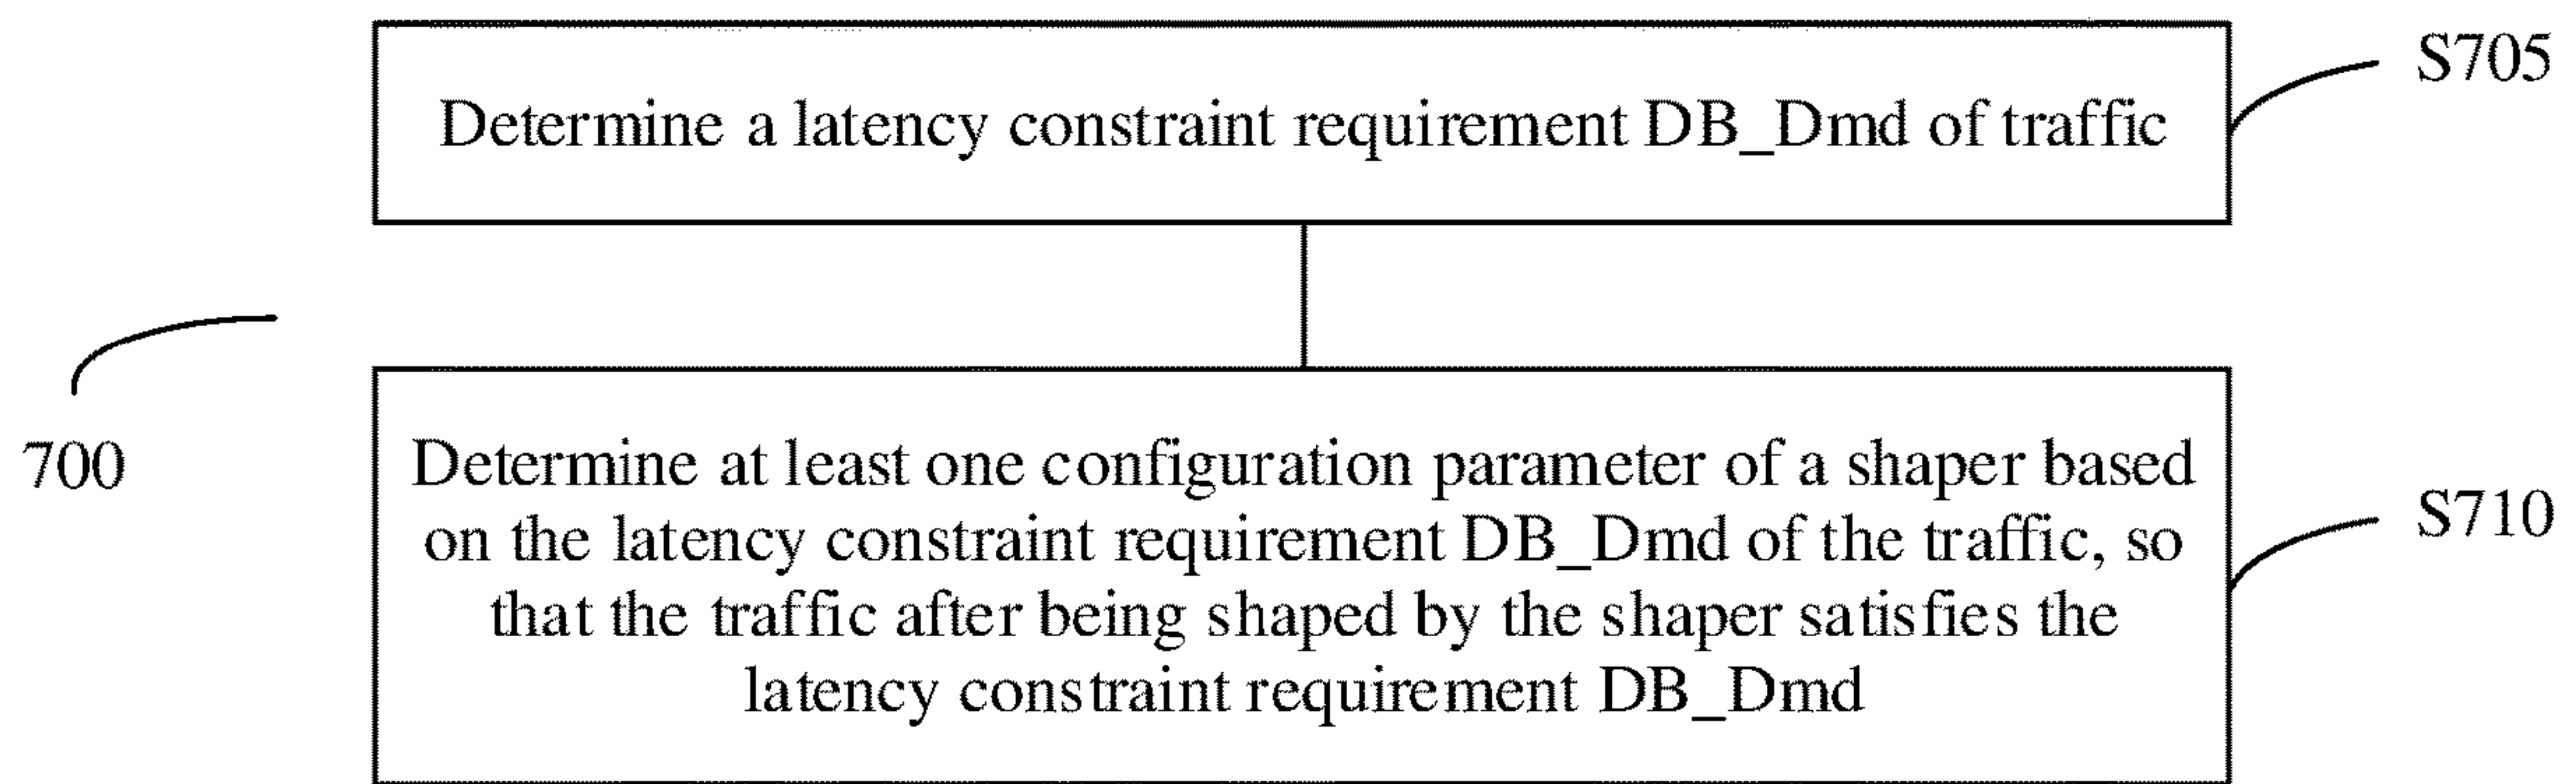 Determine a latency constraint requirement DB_Dmd of traffic
S705
700
Determine at least one configuration parameter of a shaper based
on the latency constraint requirement DB_Dmd of the traffic, so
that the traffic after being shaped by the shaper satisfies the
latency constraint requirement DB_Dmd
S710